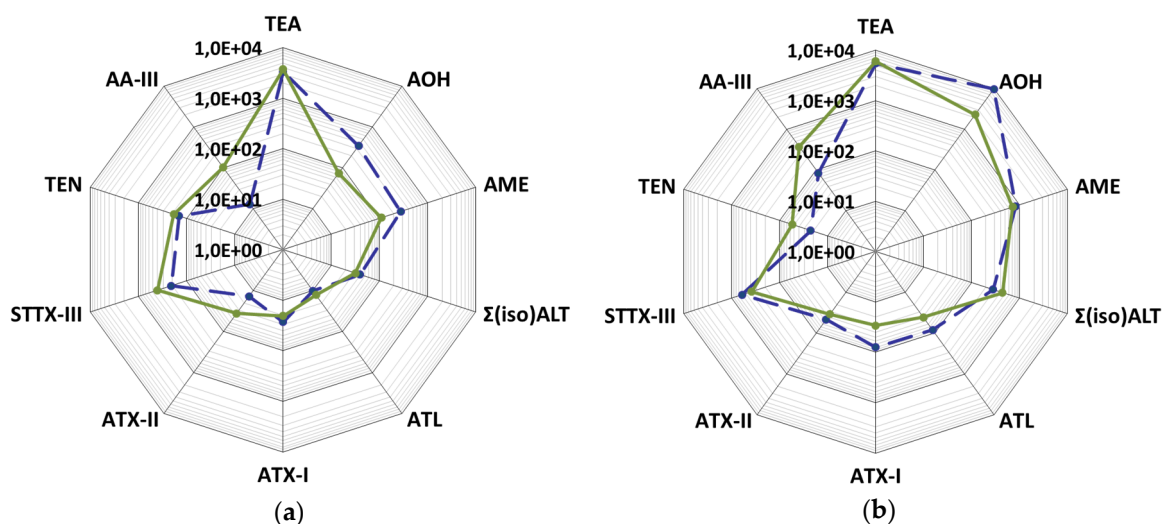 TEA
1,0E+04
AA-III
AOH
1,0E+03
1,0E+02
TEN
AME
1,0E+01
1,0E+00
STTX-III
Σ(iso)ALT
ATX-II
ATL
ATX-I
(a)
TEA
1,0E+04
AA-III
AOH
1,0E+03
1,0E+02
TEN
AME
1,0E+01
1,0E+00
STTX-III
Σ(iso)ALT
ATX-II
ATL
ATX-I
(b)